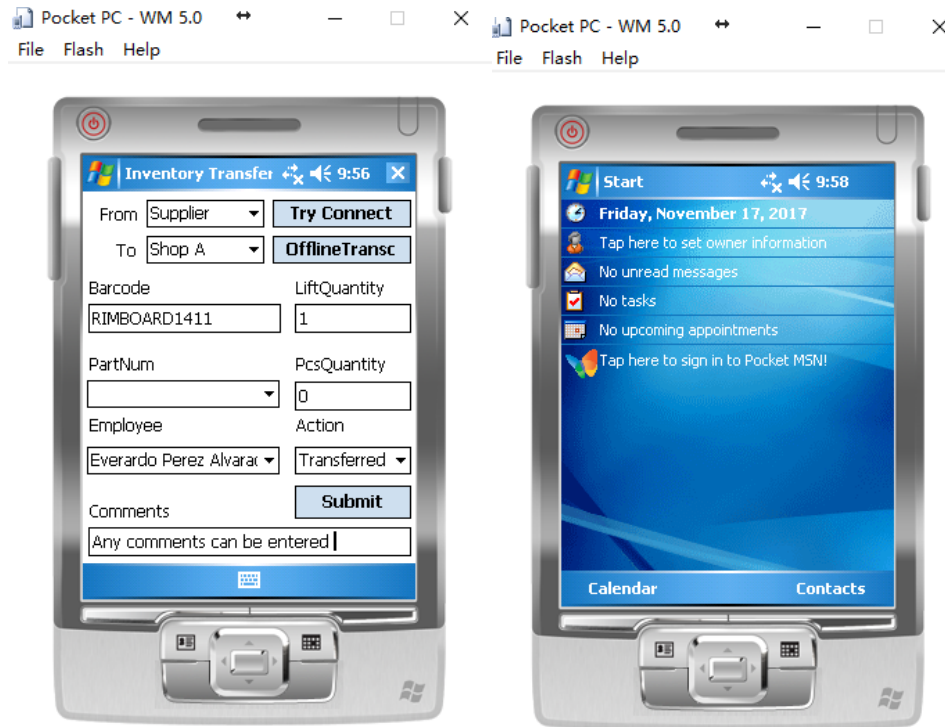 Pocket PC - WM 5.0
File Flash Help
Inventory Transfer 9:56
From Supplier Try Connect
To Shop A OfflineTransc
Barcode LiftQuantity
RIMBOARD1411 1
PartNum PcsQuantity
0
Employee Action
Everardo Perez Alvarac Transferred
Submit
Comments
Any comments can be entered
Pocket PC - WM 5.0
File Flash Help
Start 9:58
Friday, November 17, 2017
Tap here to set owner information
No unread messages
No tasks
No upcoming appointments
Tap here to sign in to Pocket MSN!
Calendar Contacts